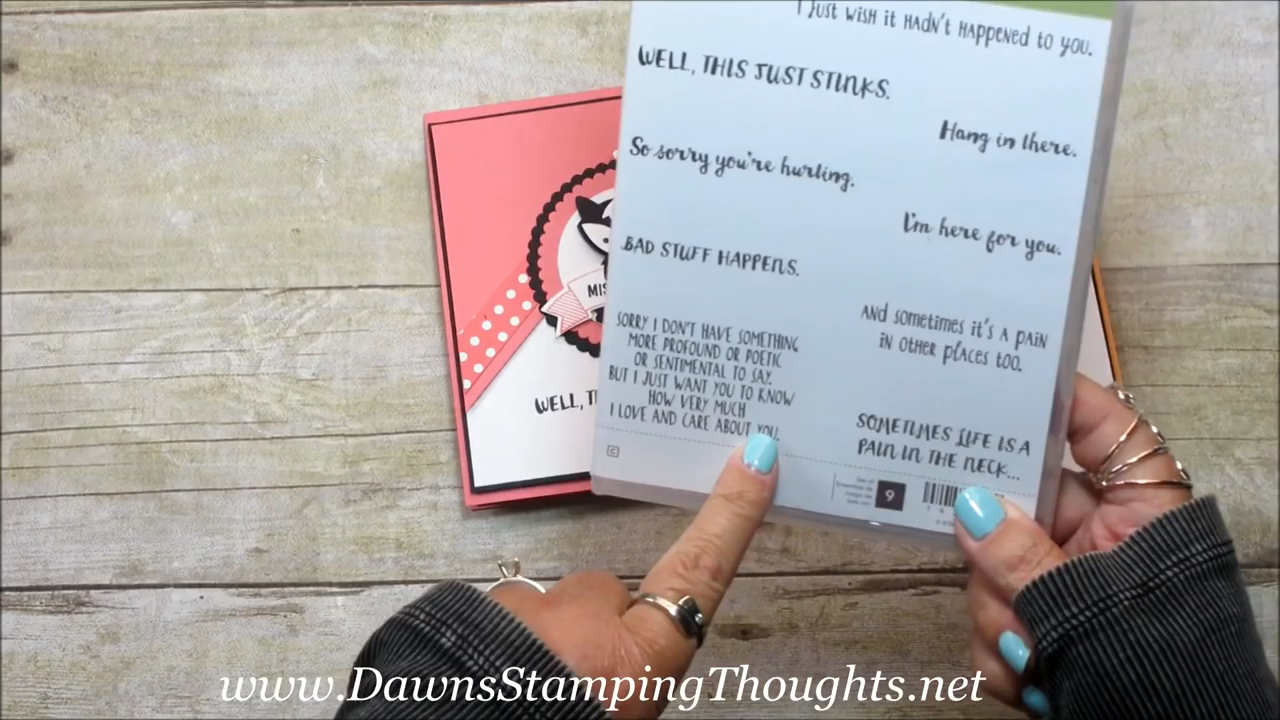 I Just wish it hadn't happened to you.
WELL, THIS JUST STINKS.
Hang in there.
So sorry you're hurting.
I'm here for you.
BAD STUFF HAPPENS.
And sometimes it's a pain
in other places too.
SORRY I DON'T HAVE SOMETHING
MORE PROFOUND OR POETIC
OR SENTIMENTAL TO SAY.
BUT I JUST WANT YOU TO KNOW
HOW VERY MUCH
I LOVE AND CARE ABOUT YOU.
SOMETIMES LIFE IS A
PAIN IN THE NECK...
C
Set of
9
MIS
WELL, T
www.DawnsStampingThoughts.net